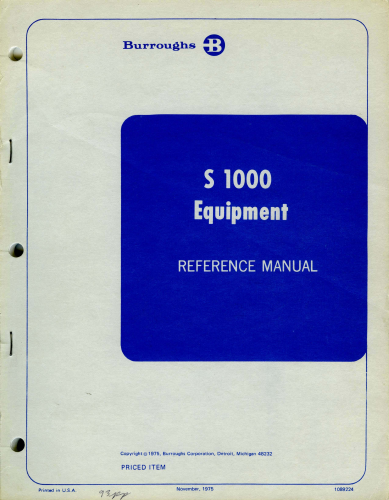 Burroughs B
S 1000
Equipment
REFERENCE MANUAL
Copyright © 1975, Burroughs Corporation, Detroit, Michigan 48232
PRICED ITEM
Printed in U.S.A.
November, 1975
1089224
92pp